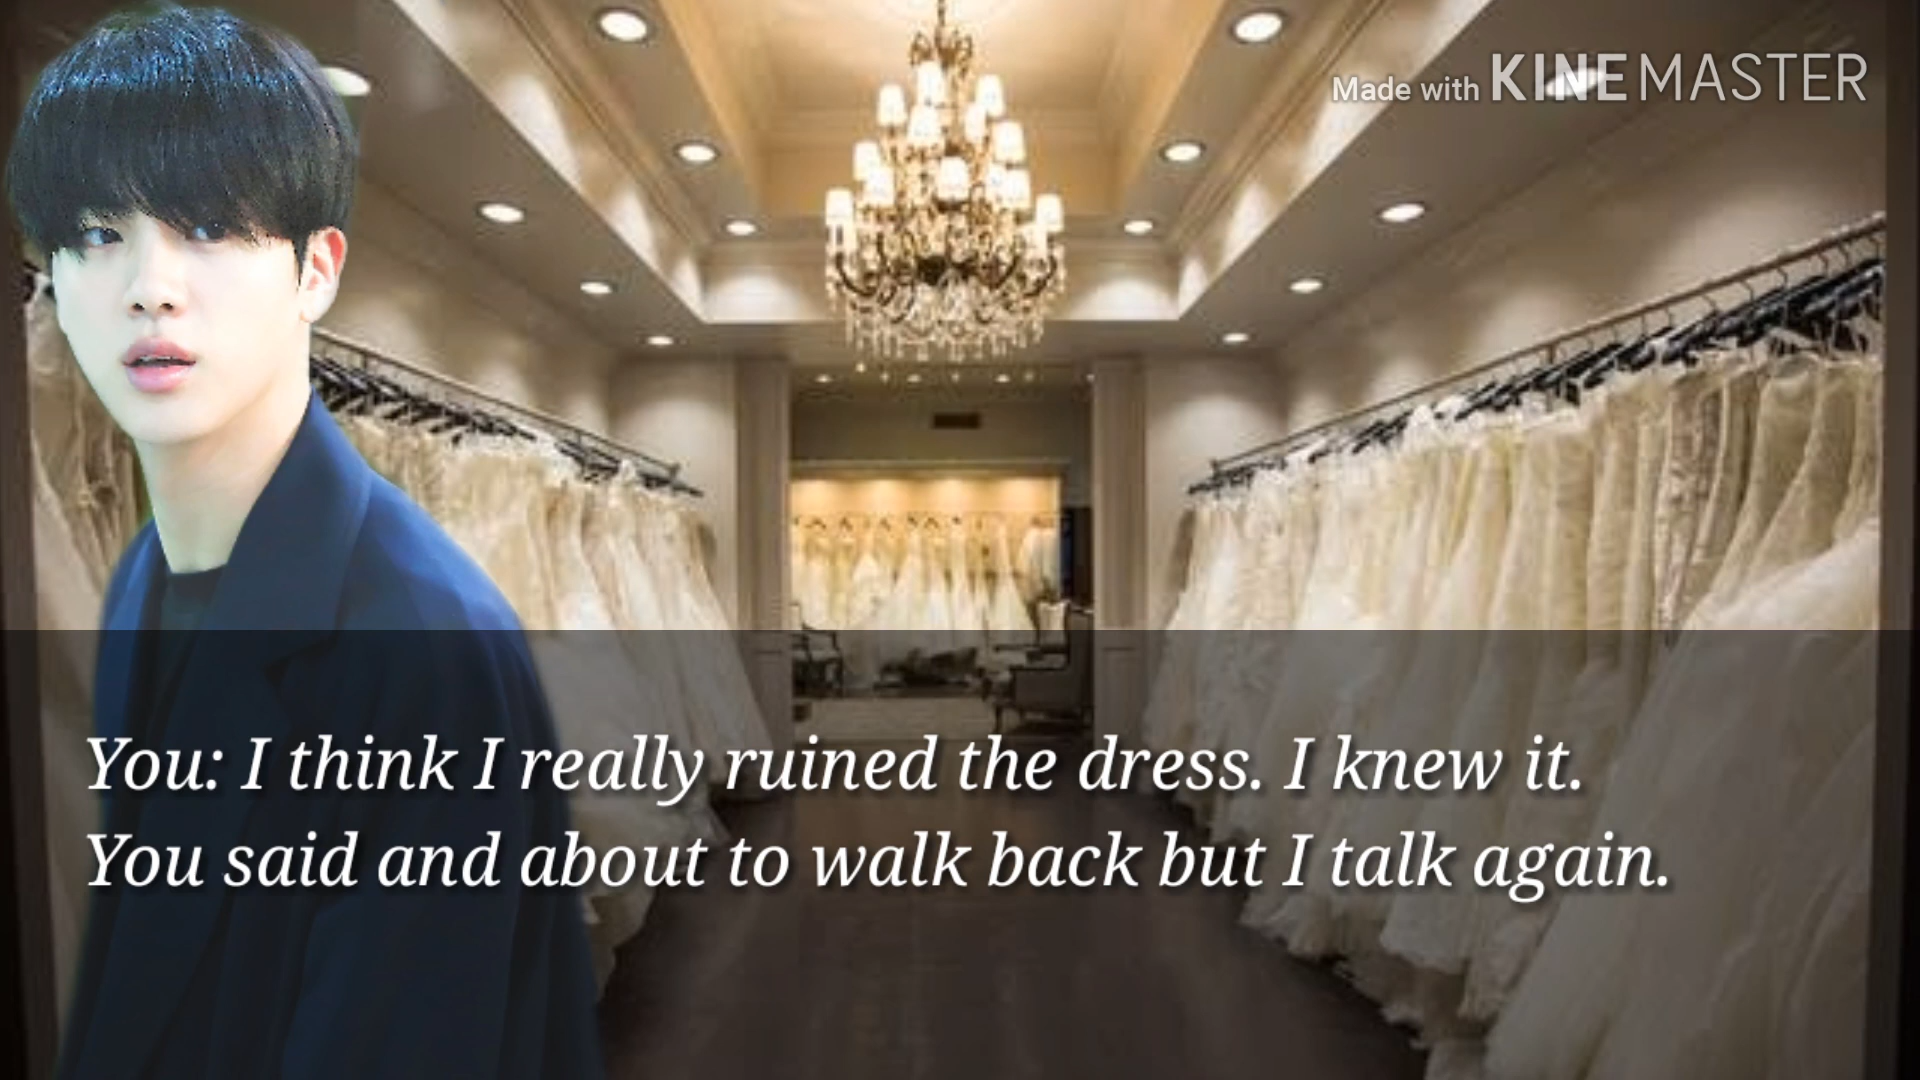 Made with KINEMASTER
You: I think I really ruined the dress. I knew it.
You said and about to walk back but I talk again.